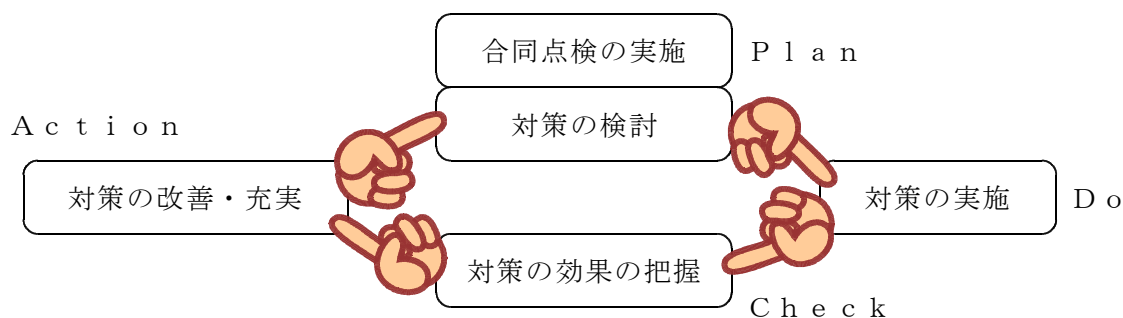 合同点検の実施
Ｐｌａｎ
対策の検討
Ａｃｔｉｏｎ
対策の改善・充実
対策の実施
Ｄｏ
対策の効果の把握
Ｃｈｅｃｋ